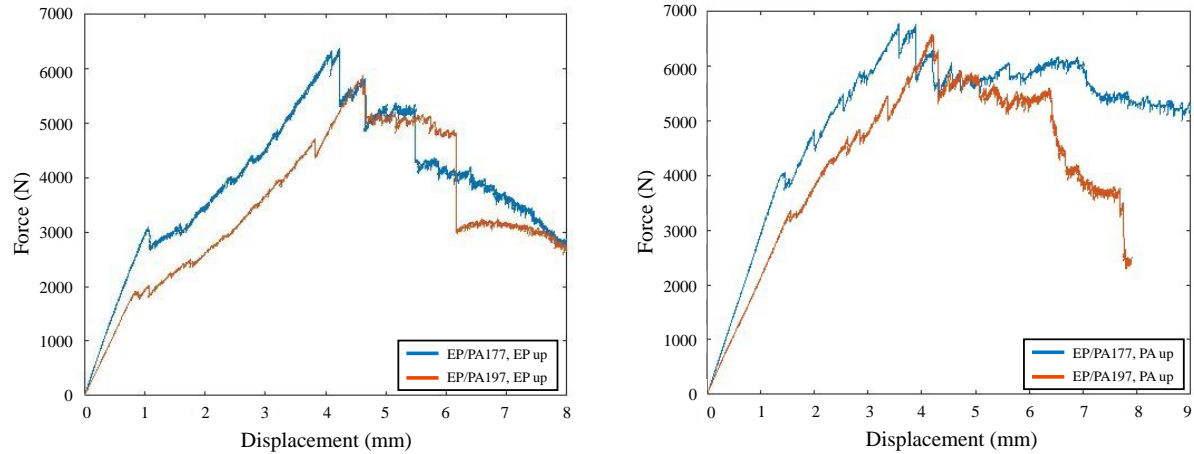 7000
6000
5000
4000
3000
2000
1000
0
Force (N)
0 1 2 3 4 5 6 7 8
Displacement (mm)
EP/PA177, EP up
EP/PA197, EP up
7000
6000
5000
4000
3000
2000
1000
0
Force (N)
0 1 2 3 4 5 6 7 8 9
Displacement (mm)
EP/PA177, PA up
EP/PA197, PA up